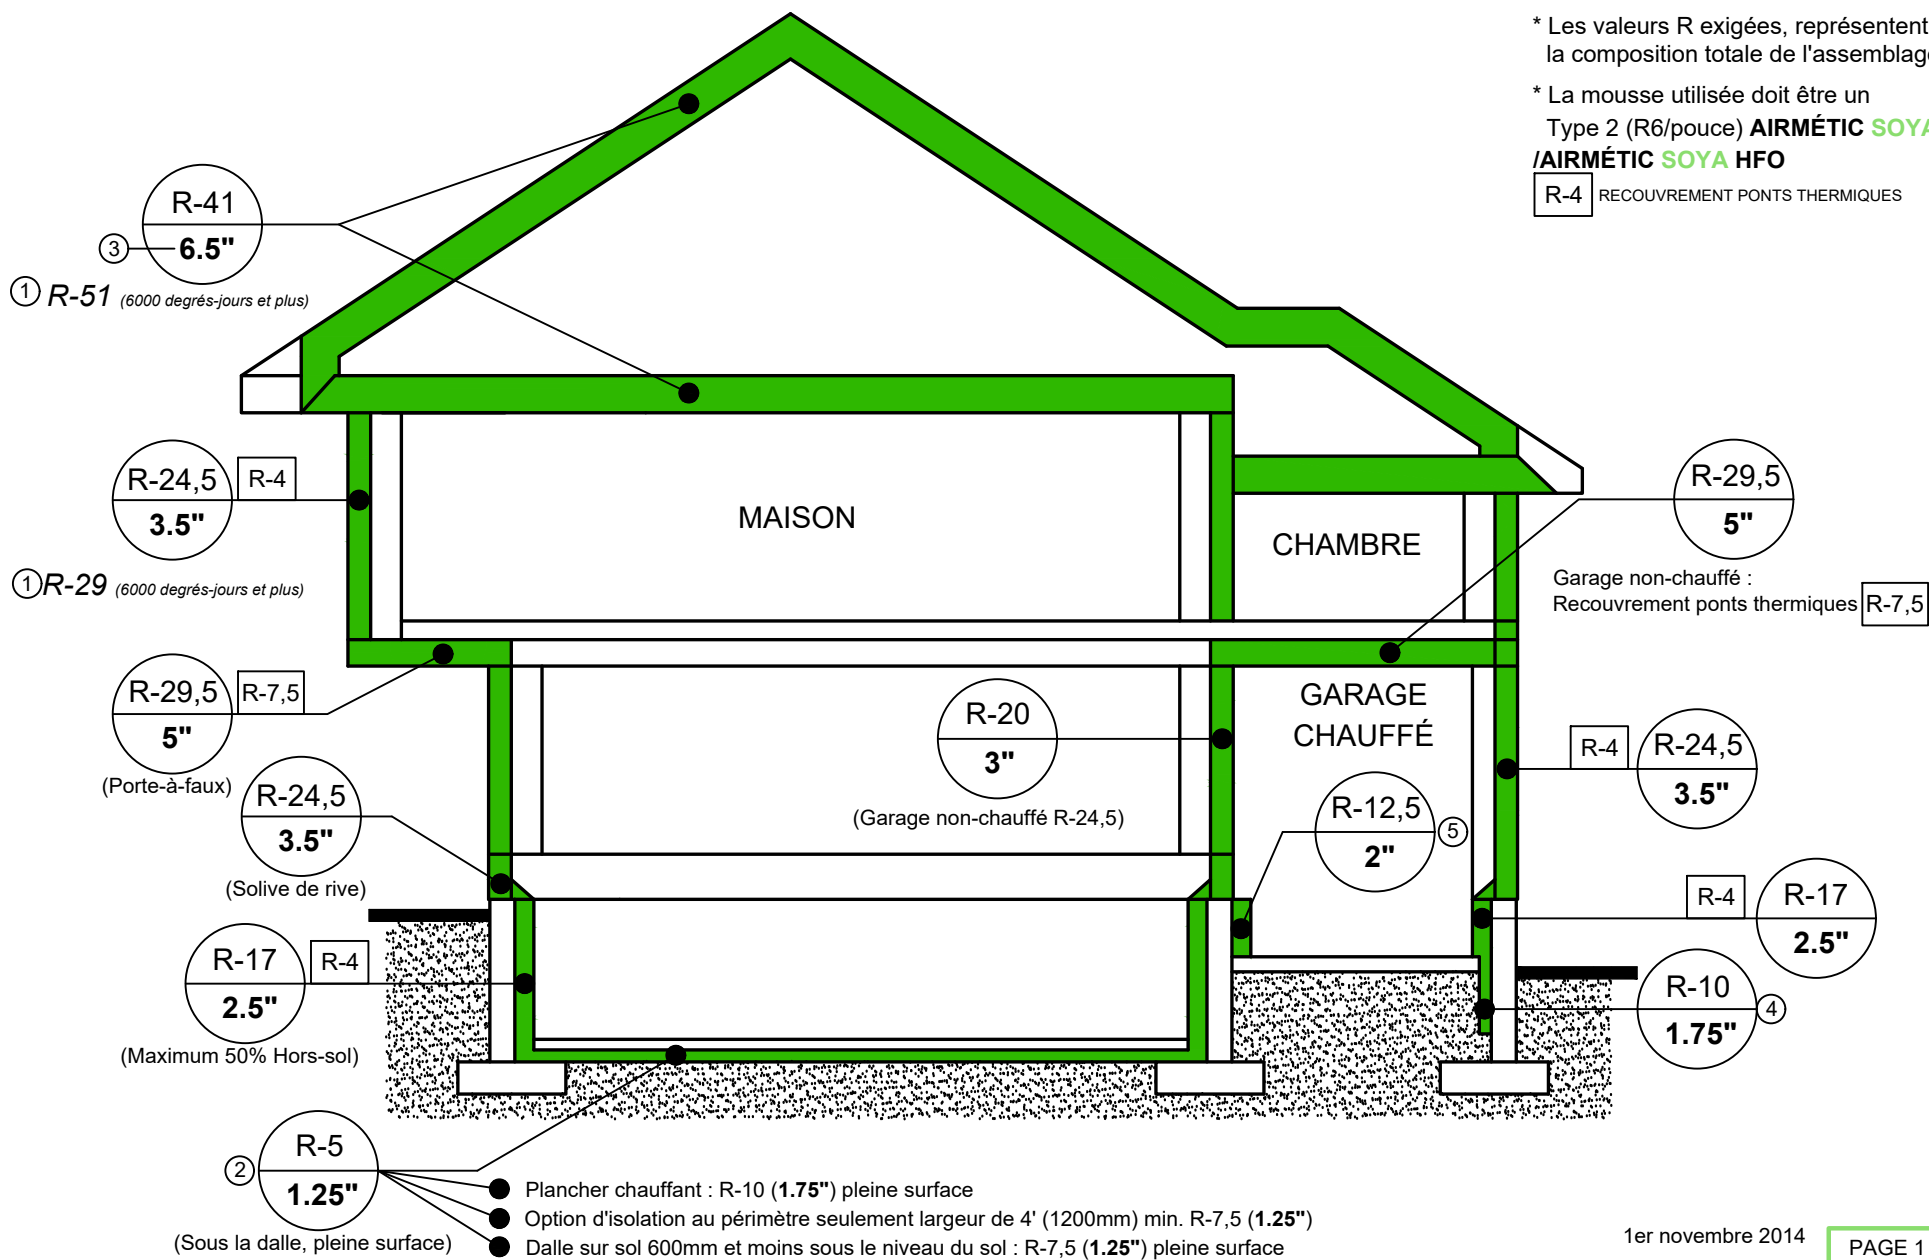 * Les valeurs R exigées, représentent
la composition totale de l'assemblage
* La mousse utilisée doit être un
Type 2 (R6/pouce) AIRMÉTIC SOYA
/AIRMÉTIC SOYA HFO
R-4 RECOUVREMENT PONTS THERMIQUES
R-41
3 6.5"
1 R-51 (6000 degrés-jours et plus)
R-24,5 R-4
3.5"
1 R-29 (6000 degrés-jours et plus)
MAISON
CHAMBRE
R-29,5
5"
Garage non-chauffé :
Recouvrement ponts thermiques R-7,5
R-29,5 R-7,5
5"
(Porte-à-faux)
R-20
3"
(Garage non-chauffé R-24,5)
GARAGE
CHAUFFÉ
R-4 R-24,5
3.5"
R-24,5
3.5"
(Solive de rive)
R-12,5 5
2"
R-4 R-17
2.5"
R-17 R-4
2.5"
(Maximum 50% Hors-sol)
R-10 4
1.75"
R-5
2 1.25"
(Sous la dalle, pleine surface)
Plancher chauffant : R-10 (1.75") pleine surface
Option d'isolation au périmètre seulement largeur de 4' (1200mm) min. R-7,5 (1.25")
Dalle sur sol 600mm et moins sous le niveau du sol : R-7,5 (1.25") pleine surface
1er novembre 2014
PAGE 1